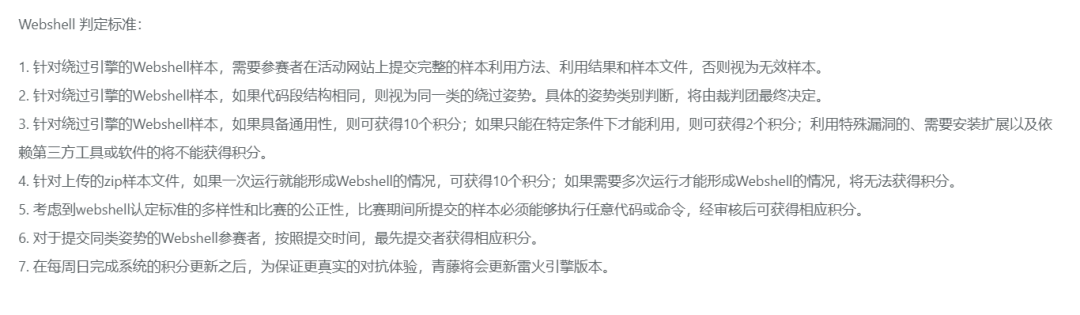 Webshell 判定标准：
1. 针对绕过引擎的Webshell样本，需要参赛者在活动网站上提交完整的样本利用方法、利用结果和样本文件，否则视为无效样本。
2. 针对绕过引擎的Webshell样本，如果代码段结构相同，则视为同一类的绕过姿势。具体的姿势类别判断，将由裁判团最终决定。
3. 针对绕过引擎的Webshell样本，如果具备通用性，则可获得10个积分；如果只能在特定条件下才能利用，则可获得2个积分；利用特殊漏洞的、需要安装扩展以及依
赖第三方工具或软件的将不能获得积分。
4. 针对上传的zip样本文件，如果一次运行就能形成Webshell的情况，可获得10个积分；如果需要多次运行才能形成Webshell的情况，将无法获得积分。
5. 考虑到webshell认定标准的多样性和比赛的公正性，比赛期间所提交的样本必须能够执行任意代码或命令，经审核后可获得相应积分。
6. 对于提交同类姿势的Webshell参赛者，按照提交时间，最先提交者获得相应积分。
7. 在每周日完成系统的积分更新之后，为保证更真实的对抗体验，青藤将会更新雷火引擎版本。